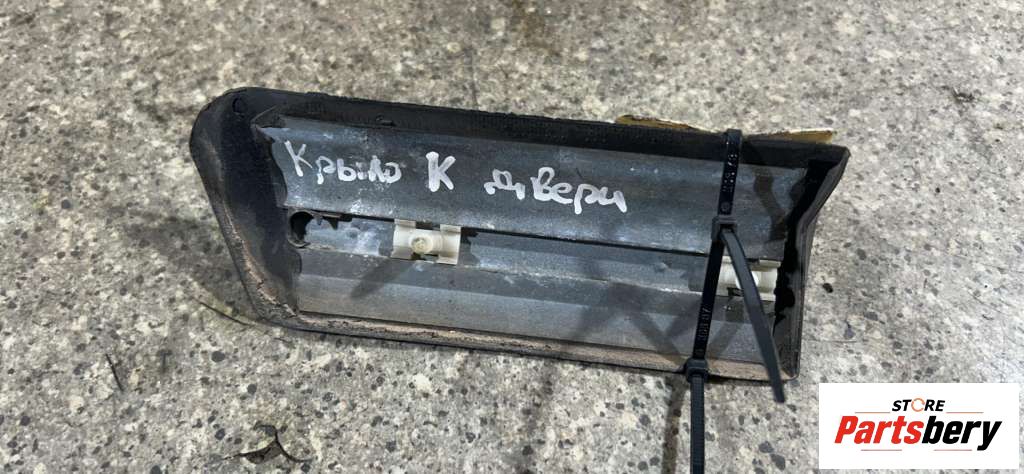 Крыло К двери
STORE
Partsbery